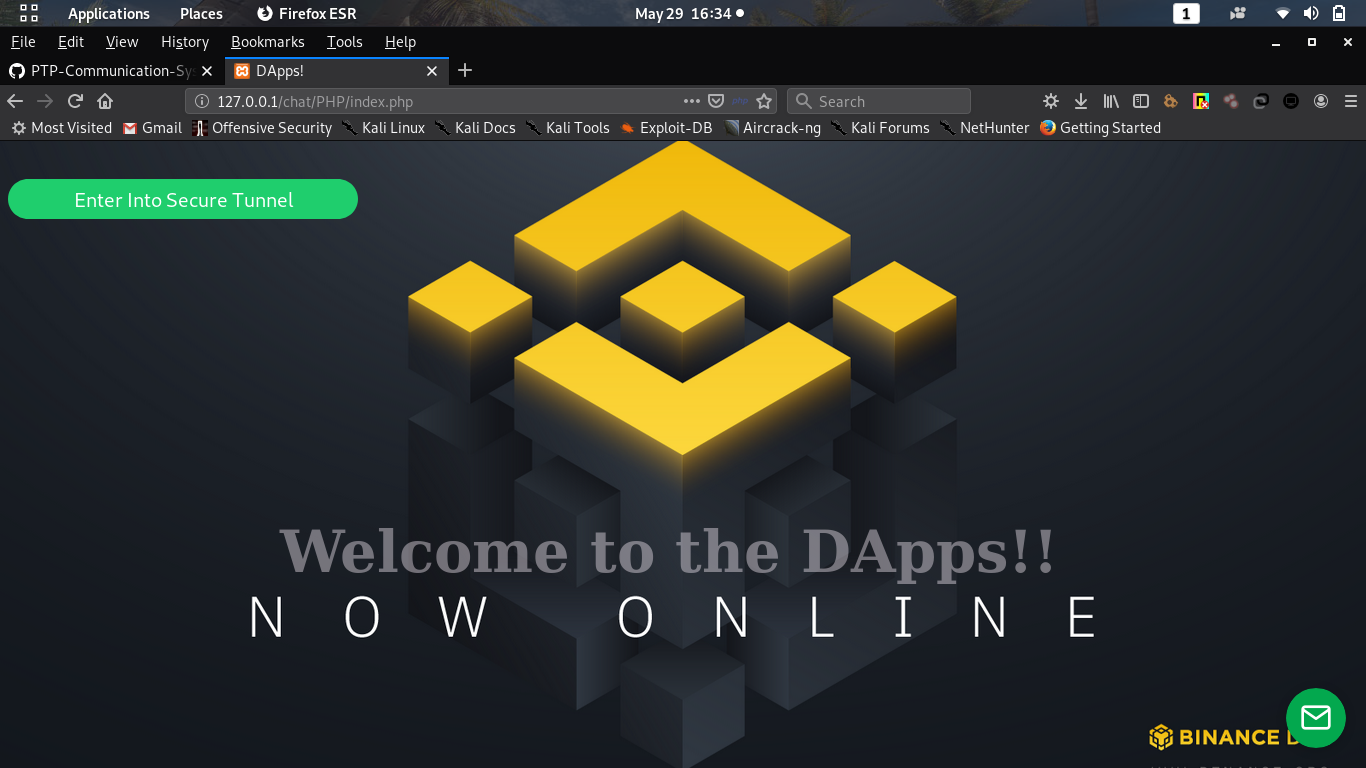 Applications Places Firefox ESR May 29 16:34 1
File Edit View History Bookmarks Tools Help
PTP-Communication-Sy DApps!
127.0.0.1/chat/PHP/index.php Search
Most Visited Gmail Offensive Security Kali Linux Kali Docs Kali Tools Exploit-DB Aircrack-ng Kali Forums NetHunter Getting Started
Enter Into Secure Tunnel
Welcome to the DApps!!
NOW ONLINE
BINANCE D